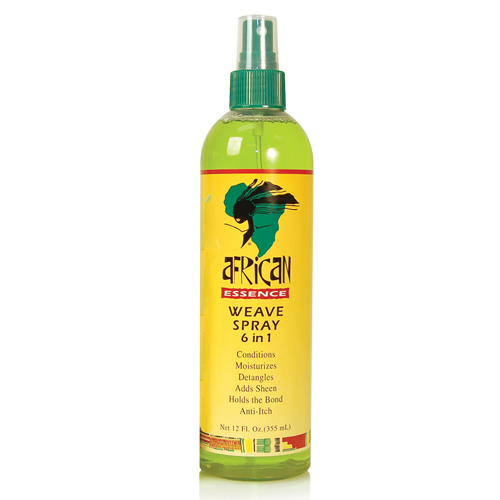 AFRICAN
ESSENCE
WEAVE
SPRAY
6 in 1
Conditions
Moisturizes
Detangles
Adds Sheen
Holds the Bond
Anti-Itch
Net 12 Fl. Oz.(355 mL)